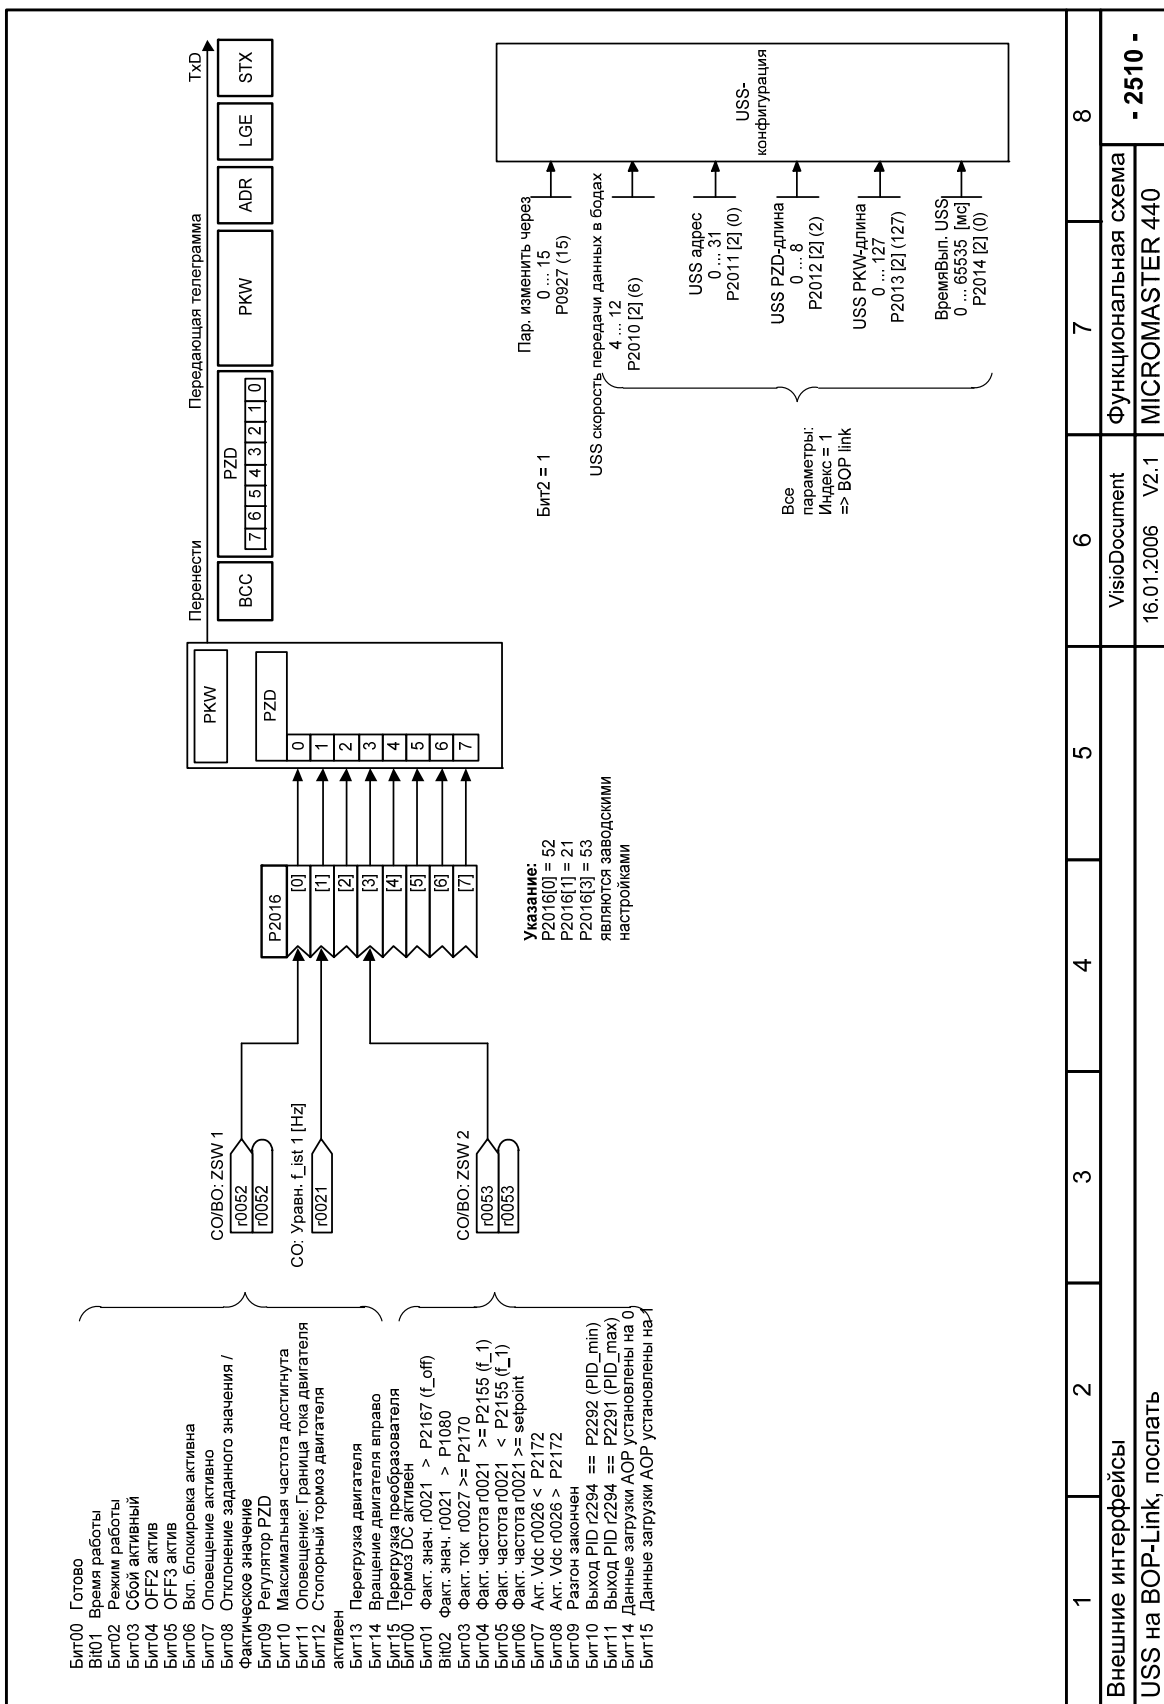 Бит00 Готово
Bit01 Время работы
Бит02 Режим работы
Бит03 Сбой активный
Бит04 OFF2 актив
Бит05 OFF3 актив
Бит06 Вкл. блокировка активна
Бит07 Оповещение активно
Бит08 Отклонение заданного значения /
Фактическое значение
Бит09 Регулятор PZD
Бит10 Максимальная частота достигнута
Бит11 Оповещение: Граница тока двигателя
Бит12 Стопорный тормоз двигателя
активен
Бит13 Перегрузка двигателя
Бит14 Вращение двигателя вправо
Бит15 Перегрузка преобразователя
Бит00 Тормоз DC активен
Бит01 Факт. знач. r0021 > P2167 (f_off)
Bit02 Факт. знач. r0021 > P1080
Бит03 Факт. ток r0027 >= P2170
Бит04 Факт. частота r0021 >= P2155 (f_1)
Бит05 Факт. частота r0021 < P2155 (f_1)
Бит06 Факт. частота r0021 >= setpoint
Бит07 Акт. Vdc r0026 < P2172
Бит08 Акт. Vdc r0026 > P2172
Бит09 Разгон закончен
Бит10 Выход PID r2294 == P2292 (PID_min)
Бит11 Выход PID r2294 == P2291 (PID_max)
Бит14 Данные загрузки AOP установлены на 0
Бит15 Данные загрузки AOP установлены на 1
CO/BO: ZSW 1
r0052
r0052
CO: Уравн. f_ist 1 [Hz]
r0021
CO/BO: ZSW 2
r0053
r0053
P2016
[0]
[1]
[2]
[3]
[4]
[5]
[6]
[7]
Указание:
P2016[0] = 52
P2016[1] = 21
P2016[3] = 53
являются заводскими
настройками
PKW
PZD
0
1
2
3
4
5
6
7
Перенести
Передающая телеграмма
TxD
BCC
PZD
7 6 5 4 3 2 1 0
PKW
ADR
LGE
STX
Бит2 = 1
Пар. изменить через
0 ... 15
P0927 (15)
USS скорость передачи данных в бодах
4 ... 12
P2010 [2] (6)
USS адрес
0 ... 31
P2011 [2] (0)
USS PZD-длина
0 ... 8
P2012 [2] (2)
USS PKW-длина
0 ... 127
P2013 [2] (127)
ВремяВып. USS
0 ... 65535 [мс]
P2014 [2] (0)
Все
параметры:
Индекс = 1
=> BOP link
USS-
конфигурация
1 2 3 4 5 6 7 8
Внешние интерфейсы
USS на BOP-Link, послать
VisioDocument
16.01.2006 V2.1
Функциональная схема
MICROMASTER 440
- 2510 -